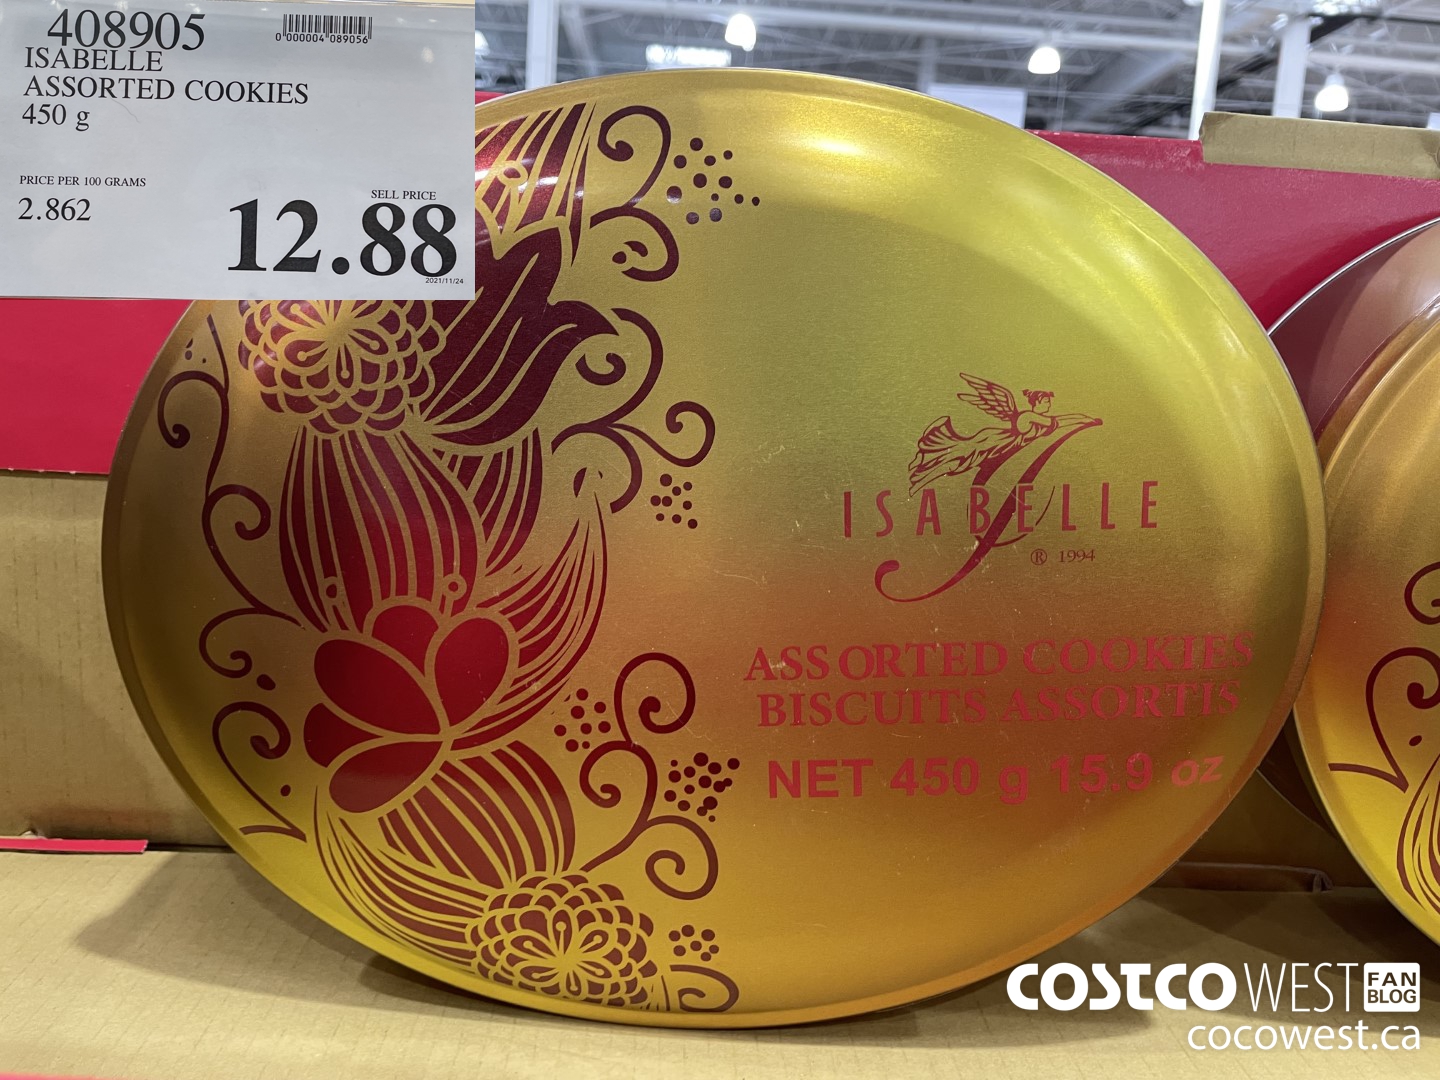 408905
0"000004"089056"
ISABELLE
ASSORTED COOKIES
450 g
PRICE PER 100 GRAMS
2.862
SELL PRICE
12.88
2021/11/24
ISABELLE
® 1994
ASSORTED COOKIES
BISCUITS ASSORTIS
NET 450 g 15.9 oz
COSTCO WEST FAN BLOG
cocowest.ca